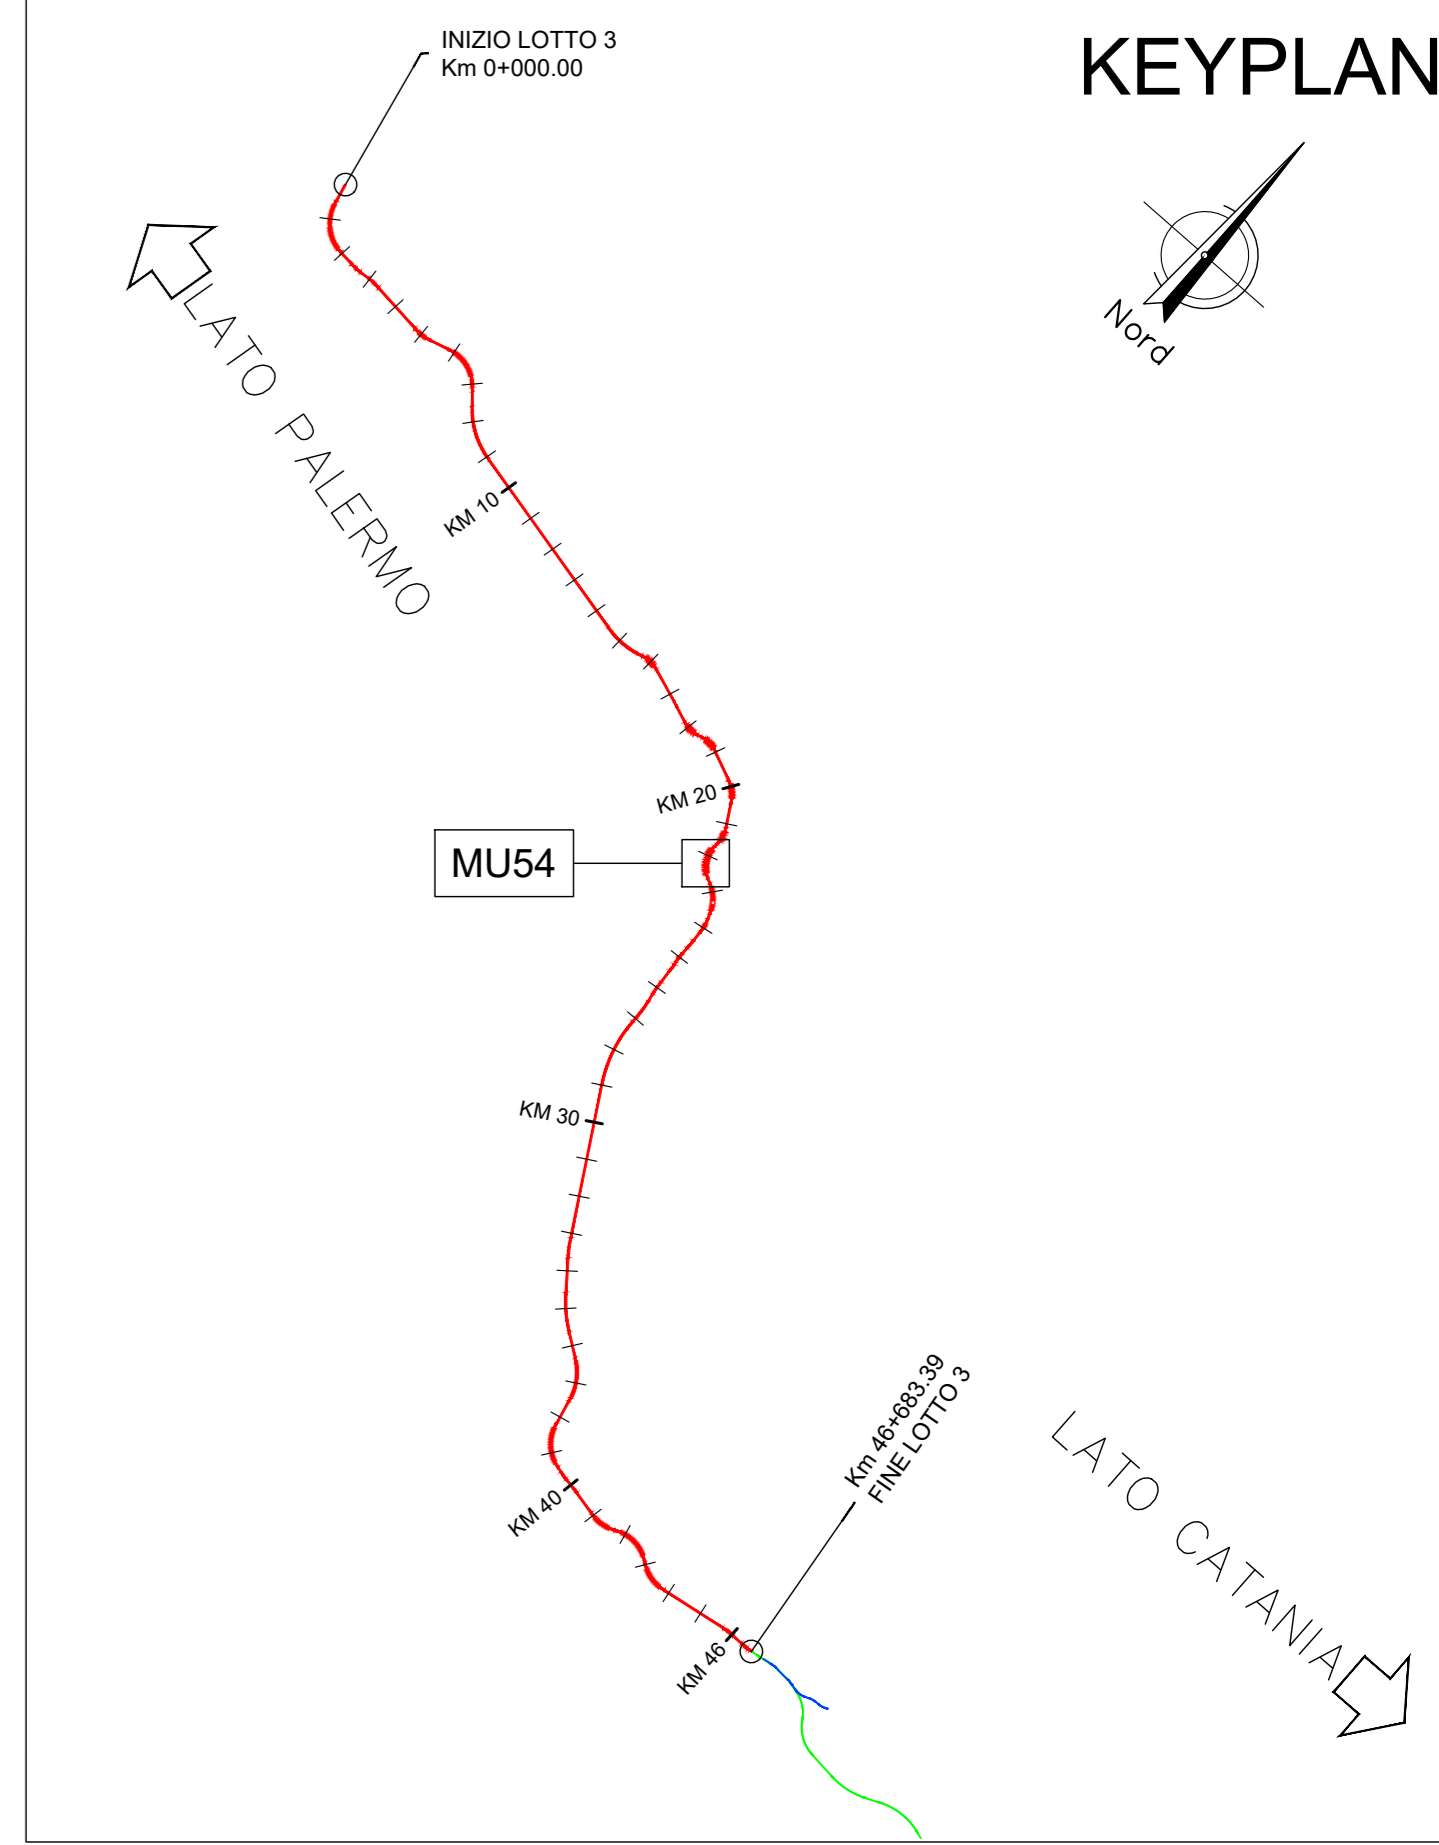 INIZIO LOTTO 3
Km 0+000.00
KEYPLAN
Nord
LATO PALERMO
KM 10
KM 20
MU54
KM 30
Km 46+683.39
FINE LOTTO 3
LATO CATANIA
KM 40
KM 46